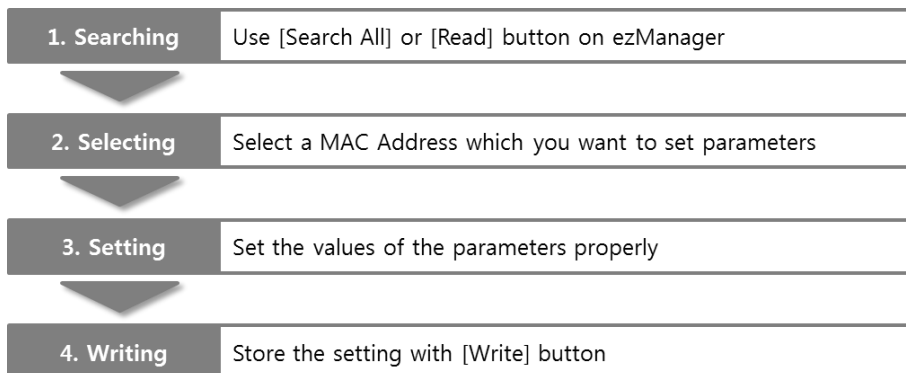 1. Searching Use [Search All] or [Read] button on ezManager
2. Selecting Select a MAC Address which you want to set parameters
3. Setting Set the values of the parameters properly
4. Writing Store the setting with [Write] button